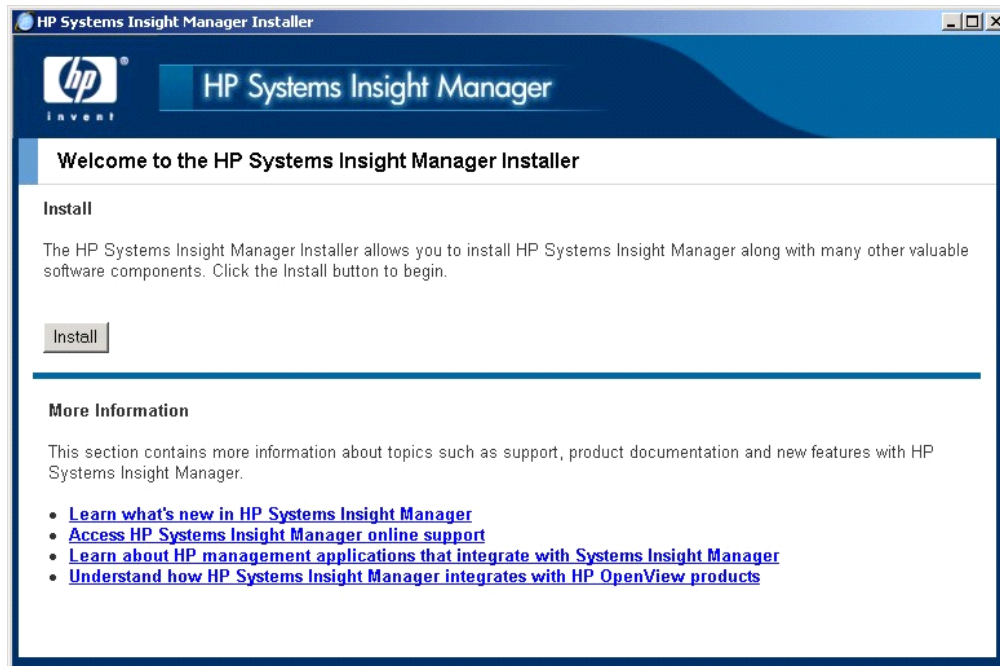 HP Systems Insight Manager Installer
hp
®
invent
HP Systems Insight Manager
Welcome to the HP Systems Insight Manager Installer
Install
The HP Systems Insight Manager Installer allows you to install HP Systems Insight Manager along with many other valuable
software components. Click the Install button to begin.
Install
More Information
This section contains more information about topics such as support, product documentation and new features with HP
Systems Insight Manager.
• Learn what's new in HP Systems Insight Manager
• Access HP Systems Insight Manager online support
• Learn about HP management applications that integrate with Systems Insight Manager
• Understand how HP Systems Insight Manager integrates with HP OpenView products